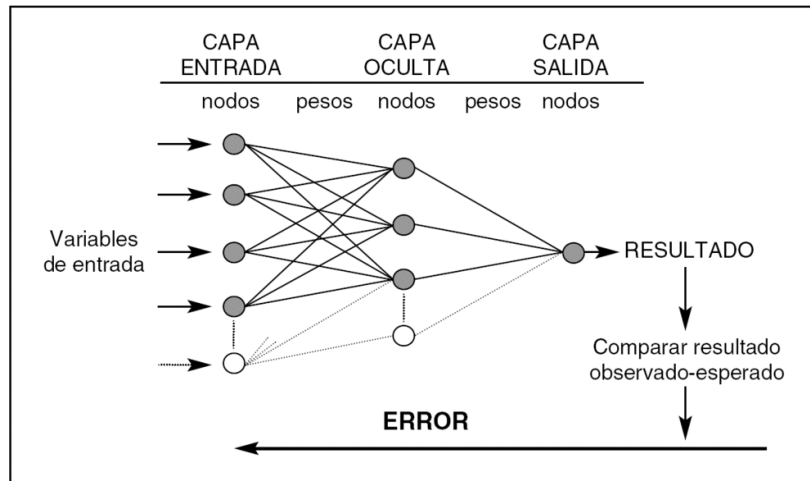 CAPA
ENTRADA
CAPA
OCULTA
CAPA
SALIDA
nodos pesos nodos pesos nodos
Variables
de entrada
RESULTADO
Comparar resultado
observado-esperado
ERROR